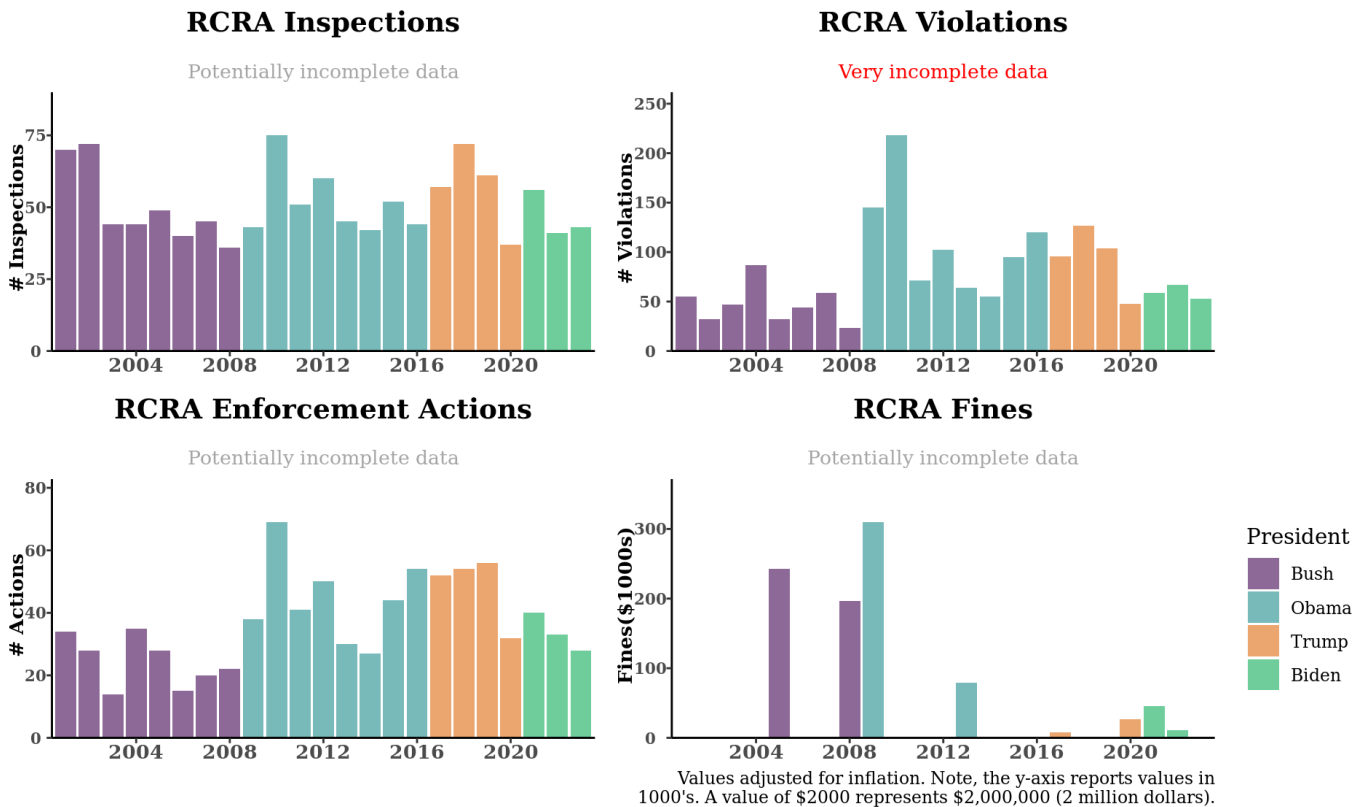 RCRA Inspections
Potentially incomplete data
# Inspections
75
50
25
0
2004 2008 2012 2016 2020
RCRA Violations
Very incomplete data
# Violations
250
200
150
100
50
0
2004 2008 2012 2016 2020
RCRA Enforcement Actions
Potentially incomplete data
# Actions
80
60
40
20
0
2004 2008 2012 2016 2020
RCRA Fines
Potentially incomplete data
Fines($1000s)
300
200
100
0
2004 2008 2012 2016 2020
President
Bush
Obama
Trump
Biden
Values adjusted for inflation. Note, the y-axis reports values in
1000's. A value of $2000 represents $2,000,000 (2 million dollars).